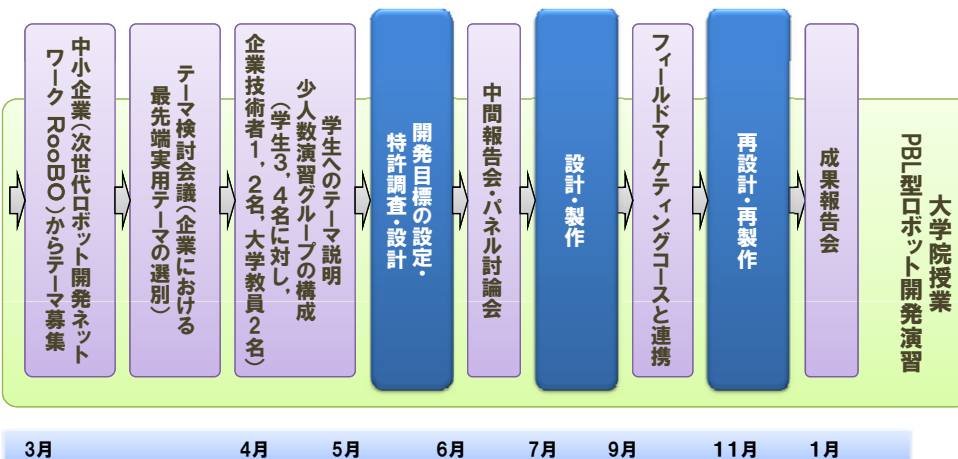 中小企業(次世代ロボット開発ネット
ワーク RooBO)からテーマ募集
テーマ検討会議(企業における
最先端実用テーマの選別)
学生へのテーマ説明
少人数演習グループの構成
(学生3,4名に対し,
企業技術者1,2名,大学教員2名)
開発目標の設定・
特許調査・設計
中間報告会・パネル討論会
設計・製作
フィールドマーケティングコースと連携
再設計・再製作
成果報告会
大学院授業
PBL型ロボット開発演習
3月
4月
5月
6月
7月
9月
11月
1月